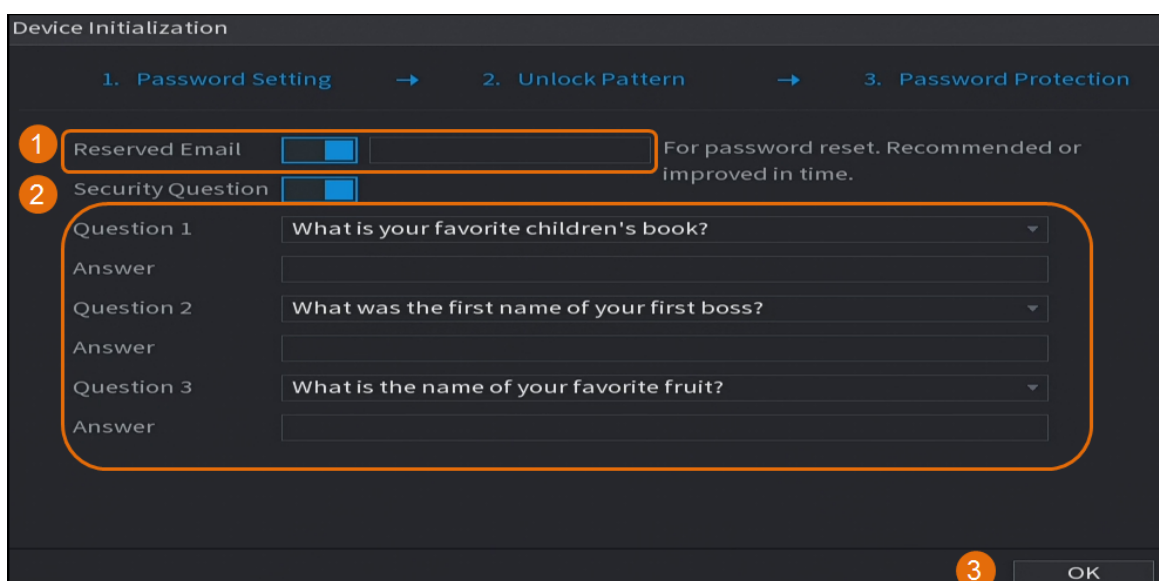 Device Initialization
1. Password Setting → 2. Unlock Pattern → 3. Password Protection
1 Reserved Email For password reset. Recommended or
improved in time.
2 Security Question
Question 1 What is your favorite children's book?
Answer
Question 2 What was the first name of your first boss?
Answer
Question 3 What is the name of your favorite fruit?
Answer
3 OK